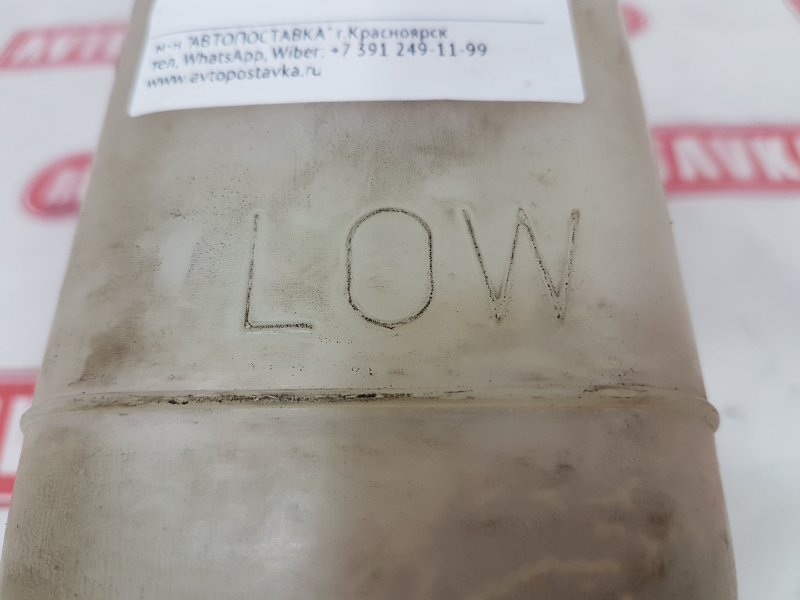 м-н "АВТОПОСТАВКА" г.Красноярск
тел, WhatsApp, Wiber: +7 391 249-11-99
www.avtopostavka.ru
LOW